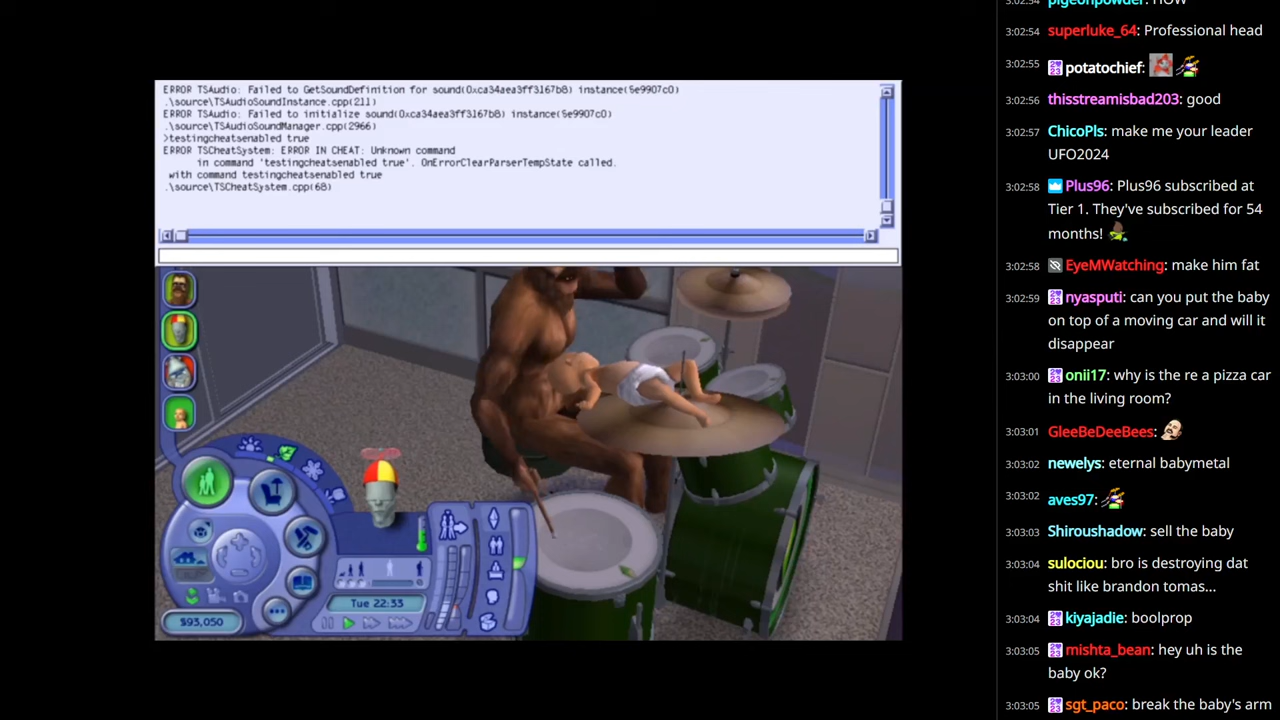 ERROR TSAudio: Failed to GetSoundDefinition for sound(0xca34aea3ff3167b8) instance(5e9907c0)
.\source\TSAudioSoundInstance.cpp(211)
ERROR TSAudio: Failed to initialize sound(0xca34aea3ff3167b8) instance(5e9907c0)
.\source\TSAudioSoundManager.cpp(2966)
>testingcheatsenabled true
ERROR TSCheatSystem: ERROR IN CHEAT: Unknown command
in command 'testingcheatsenabled true'. OnErrorClearParserTempState called.
with command testingcheatsenabled true
.\source\TSCheatSystem.cpp(68)
Tue 22:33
$93,050
3:02:54 pigeonpowder: HOW
3:02:54 superluke_64: Professional head
3:02:55 potatochief:
3:02:56 thisstreamisbad203: good
3:02:57 ChicoPls: make me your leader
UFO2024
3:02:58 Plus96: Plus96 subscribed at
Tier 1. They've subscribed for 54
months!
3:02:58 EyeMWatching: make him fat
3:02:59 nyasputi: can you put the baby
on top of a moving car and will it
disappear
3:03:00 onii17: why is the re a pizza car
in the living room?
3:03:01 GleeBeDeeBees:
3:03:02 newelys: eternal babymetal
3:03:02 aves97:
3:03:03 Shiroushadow: sell the baby
3:03:04 sulociou: bro is destroying dat
shit like brandon tomas...
3:03:04 kiyajadie: boolprop
3:03:05 mishta_bean: hey uh is the
baby ok?
3:03:05 sgt_paco: break the baby's arm